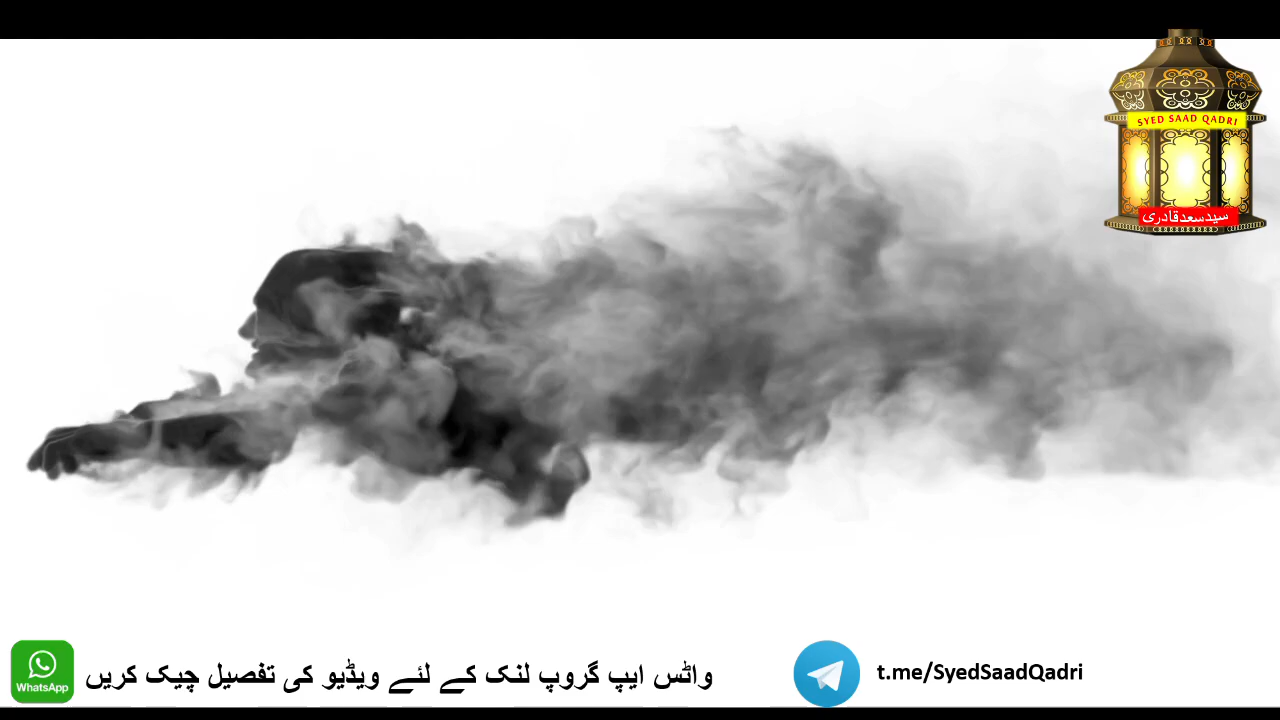 SYED SAAD QADRI
سیدسعدقادری
WhatsApp
واٹس ایپ گروپ لنک کے لئے ویڈیو کی تفصیل چیک کریں
t.me/SyedSaadQadri